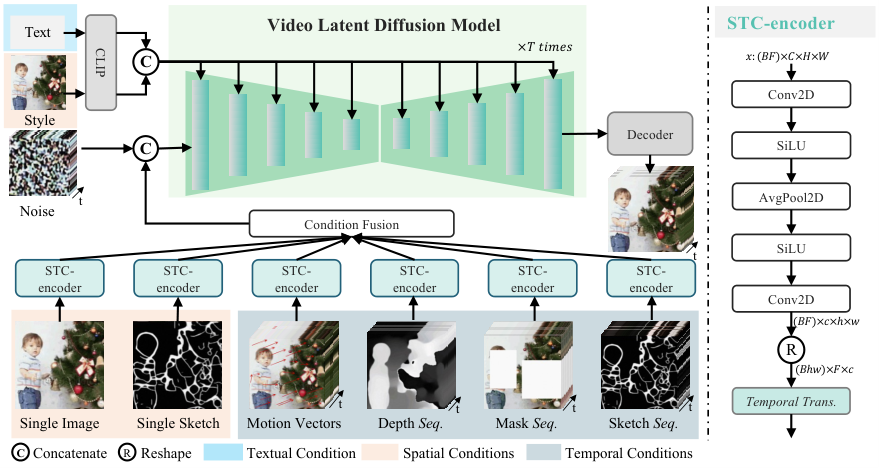 Text
Style
Noise
t
CLIP
C
C
Video Latent Diffusion Model
×T times
Decoder
t
Condition Fusion
STC-
encoder
STC-
encoder
STC-
encoder
STC-
encoder
STC-
encoder
STC-
encoder
t
t
t
t
Single Image
Single Sketch
Motion Vectors
Depth Seq.
Mask Seq.
Sketch Seq.
C Concatenate
R Reshape
Textual Condition
Spatial Conditions
Temporal Conditions
STC-encoder
x: (BF)×C×H×W
Conv2D
SiLU
AvgPool2D
SiLU
Conv2D
(BF)×c×h×w
R
(Bhw)×F×c
Temporal Trans.